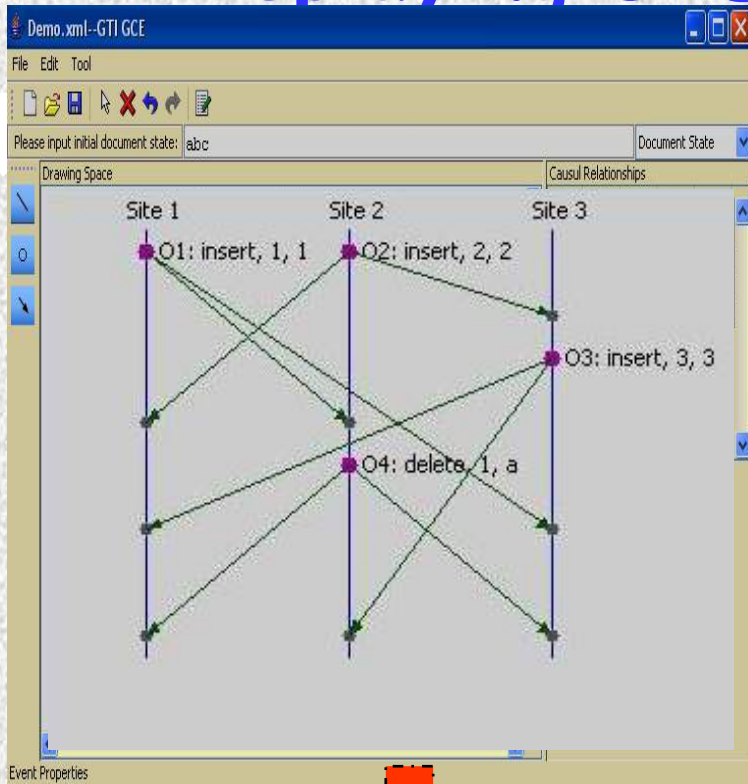 Demo.xml--GTI GCE
File Edit Tool
Please input initial document state: abc Document State
Drawing Space Causul Relationships
Site 1 Site 2 Site 3
O1: insert, 1, 1 O2: insert, 2, 2
O3: insert, 3, 3
O4: delete, 1, a
Event Properties